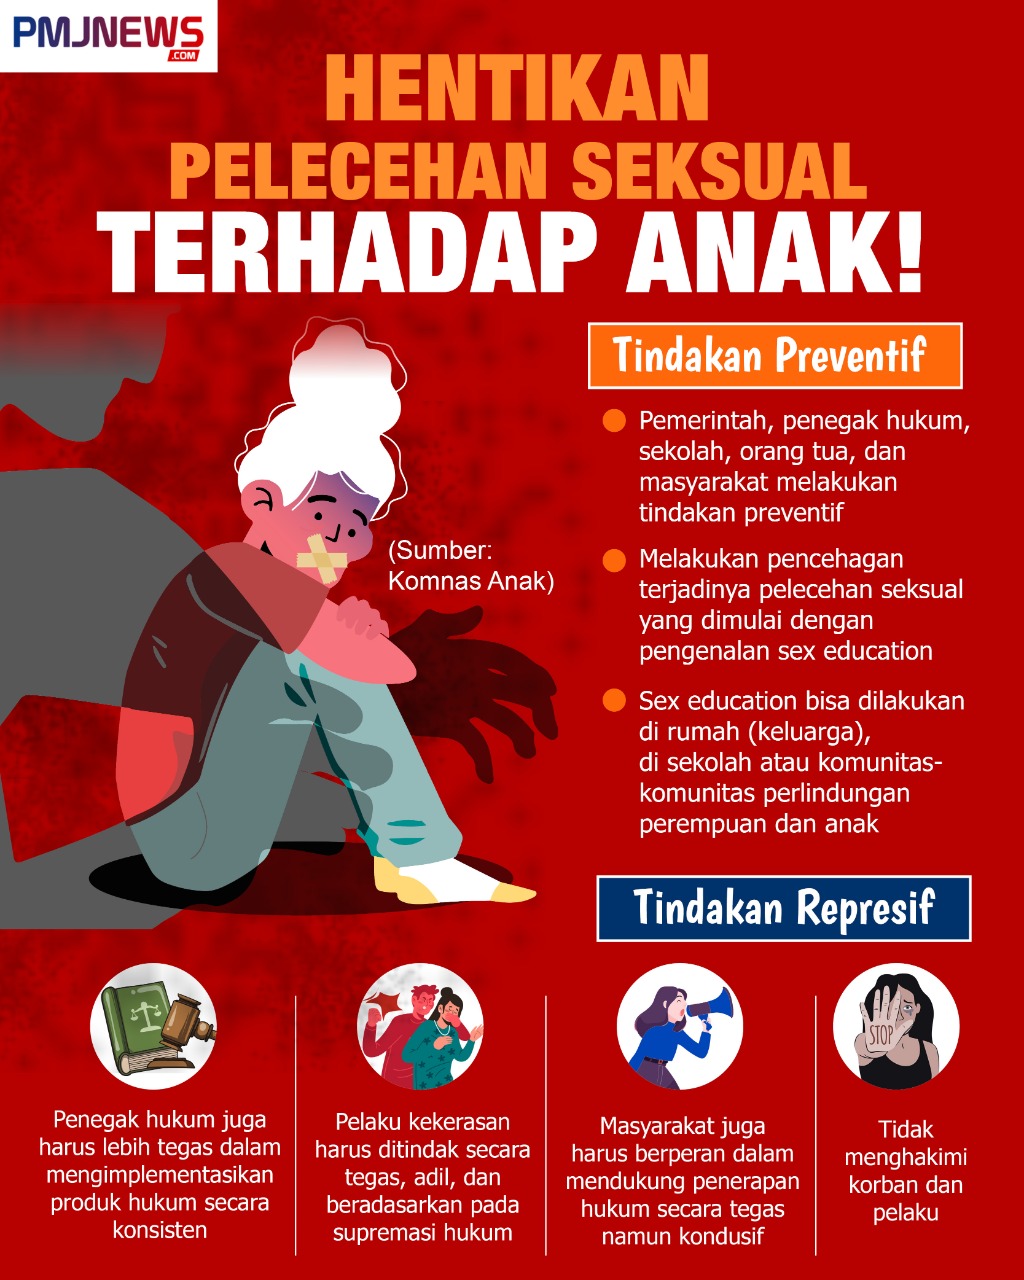 PMJNEWS
.COM
HENTIKAN
PELECEHAN SEKSUAL
TERHADAP ANAK!
Tindakan Preventif
Pemerintah, penegak hukum,
sekolah, orang tua, dan
masyarakat melakukan
tindakan preventif
(Sumber:
Komnas Anak)
Melakukan pencehagan
terjadinya pelecehan seksual
yang dimulai dengan
pengenalan sex education
Sex education bisa dilakukan
di rumah (keluarga),
di sekolah atau komunitas-
komunitas perlindungan
perempuan dan anak
Tindakan Represif
Penegak hukum juga
harus lebih tegas dalam
mengimplementasikan
produk hukum secara
konsisten
Pelaku kekerasan
harus ditindak secara
tegas, adil, dan
beradasarkan pada
supremasi hukum
Masyarakat juga
harus berperan dalam
mendukung penerapan
hukum secara tegas
namun kondusif
STOP
Tidak
menghakimi
korban dan
pelaku